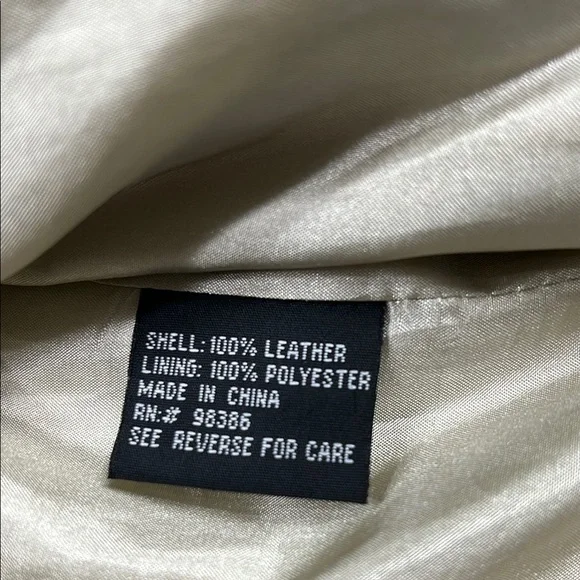 SHELL: 100% LEATHER
LINING: 100% POLYESTER
MADE IN CHINA
RN:# 98386
SEE REVERSE FOR CARE